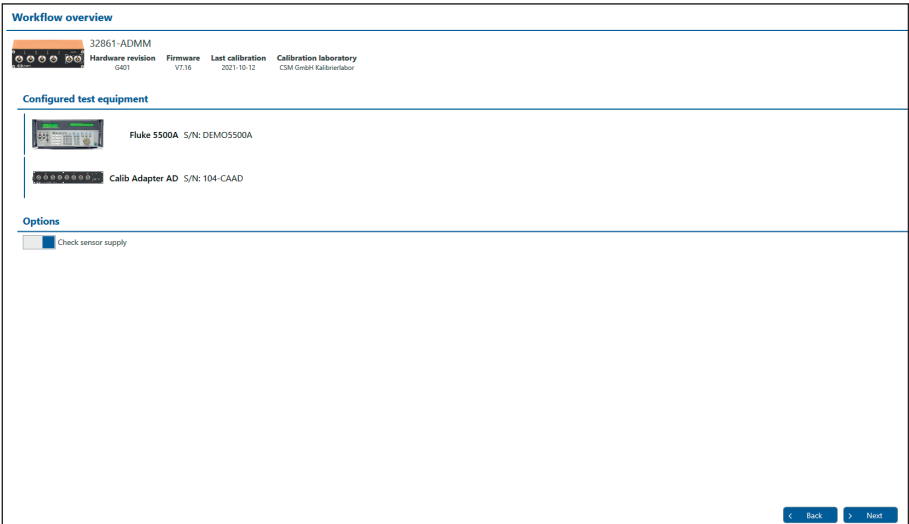 Workflow overview
32861-ADMM
Hardware revision Firmware Last calibration Calibration laboratory
G401 V7.16 2021-10-12 CSM GmbH Kalibrierlabor
Configured test equipment
Fluke 5500A S/N: DEMO5500A
Calib Adapter AD S/N: 104-CAAD
Options
Check sensor supply
< Back > Next